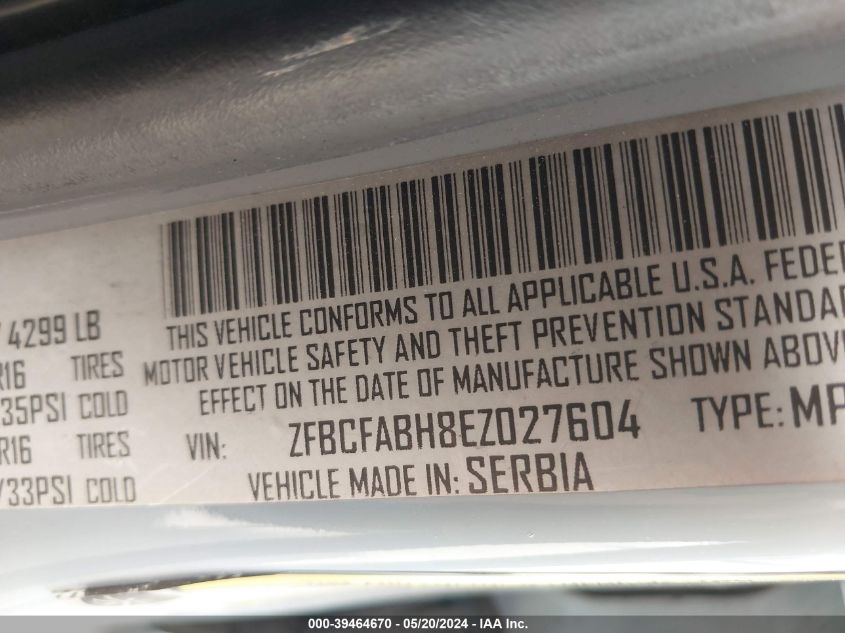 4299 LB
THIS VEHICLE CONFORMS TO ALL APPLICABLE U.S.A. FEDE
MOTOR VEHICLE SAFETY AND THEFT PREVENTION STANDA
EFFECT ON THE DATE OF MANUFACTURE SHOWN ABOV
R16 TIRES
35PSI COLD
R16 TIRES
/33PSI COLD
VIN: ZFBCFABH8EZ027604 TYPE: MP
VEHICLE MADE IN: SERBIA
000-39464670 / 05/20/2024 - IAA Inc.